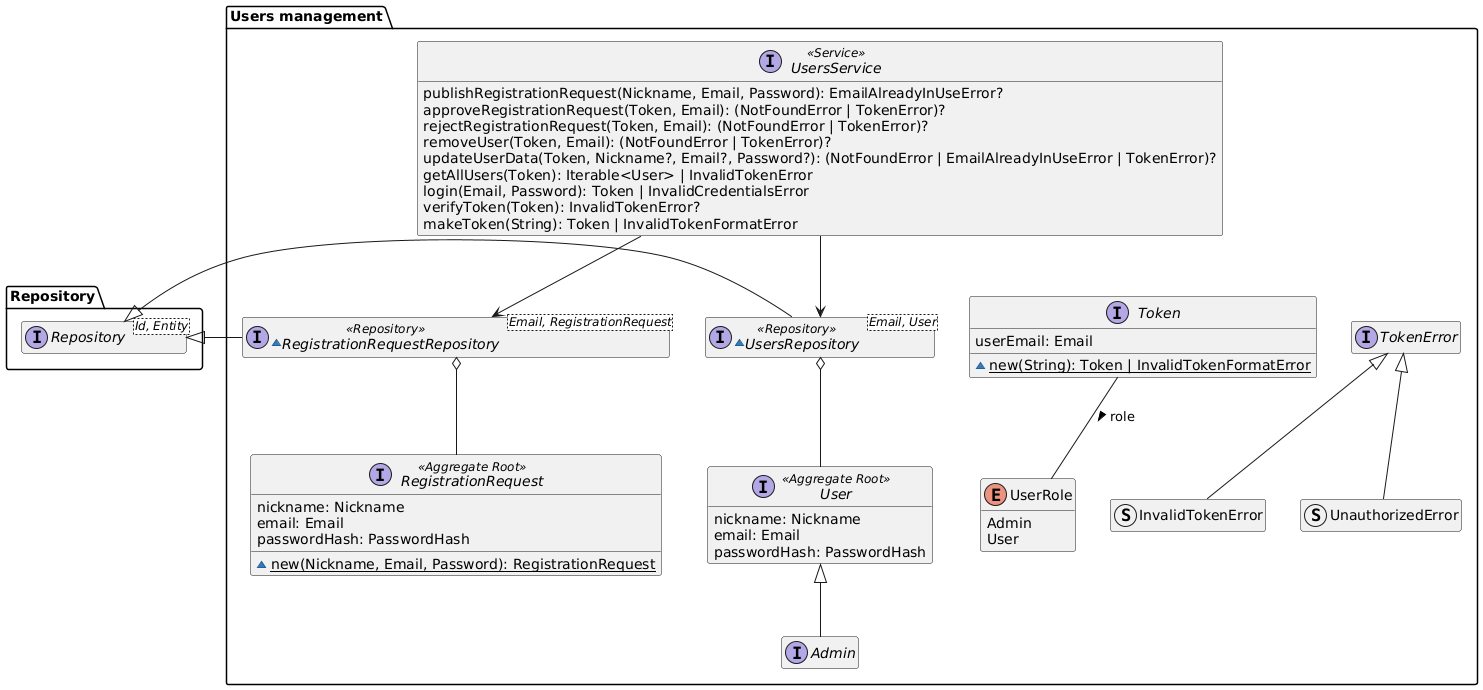 Users management
I
«Service»
UsersService
publishRegistrationRequest(Nickname, Email, Password): EmailAlreadyInUseError?
approveRegistrationRequest(Token, Email): (NotFoundError | TokenError)?
rejectRegistrationRequest(Token, Email): (NotFoundError | TokenError)?
removeUser(Token, Email): (NotFoundError | TokenError)?
updateUserData(Token, Nickname?, Email?, Password?): (NotFoundError | EmailAlreadyInUseError | TokenError)?
getAllUsers(Token): Iterable<User> | InvalidTokenError
login(Email, Password): Token | InvalidCredentialsError
verifyToken(Token): InvalidTokenError?
makeToken(String): Token | InvalidTokenFormatError
Repository
I
Repository
Id, Entity
I
«Repository»
RegistrationRequestRepository
Email, RegistrationRequest
I
«Repository»
UsersRepository
Email, User
I
Token
userEmail: Email
new(String): Token | InvalidTokenFormatError
I
TokenError
role
I
«Aggregate Root»
RegistrationRequest
nickname: Nickname
email: Email
passwordHash: PasswordHash
new(Nickname, Email, Password): RegistrationRequest
I
«Aggregate Root»
User
nickname: Nickname
email: Email
passwordHash: PasswordHash
E
UserRole
Admin
User
S
InvalidTokenError
S
UnauthorizedError
I
Admin